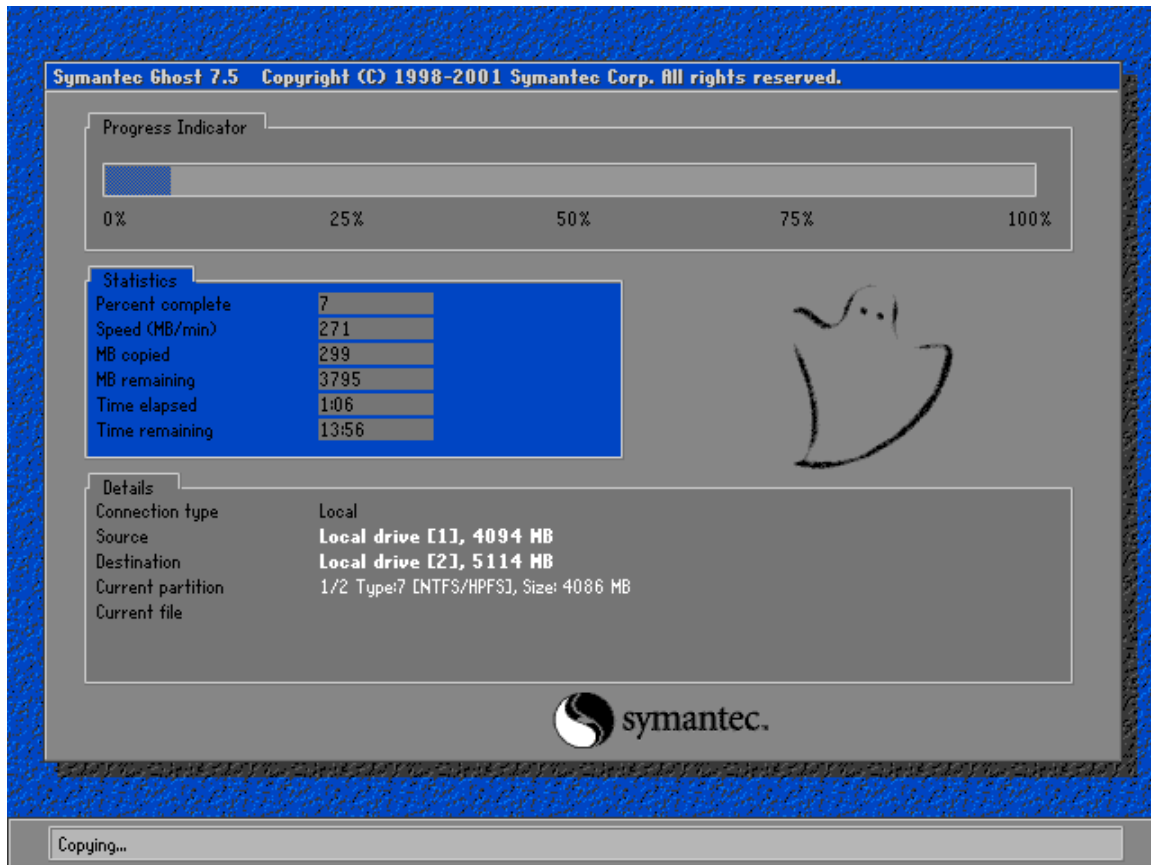 Symantec Ghost 7.5   Copyright (C) 1998-2001 Symantec Corp. All rights reserved.
Progress Indicator
0% 25% 50% 75% 100%
Statistics
Percent complete 7
Speed (MB/min) 271
MB copied 299
MB remaining 3795
Time elapsed 1:06
Time remaining 13:56
Details
Connection type Local
Source Local drive [1], 4094 MB
Destination Local drive [2], 5114 MB
Current partition 1/2 Type:7 [NTFS/HPFS], Size: 4086 MB
Current file
symantec.
Copying...